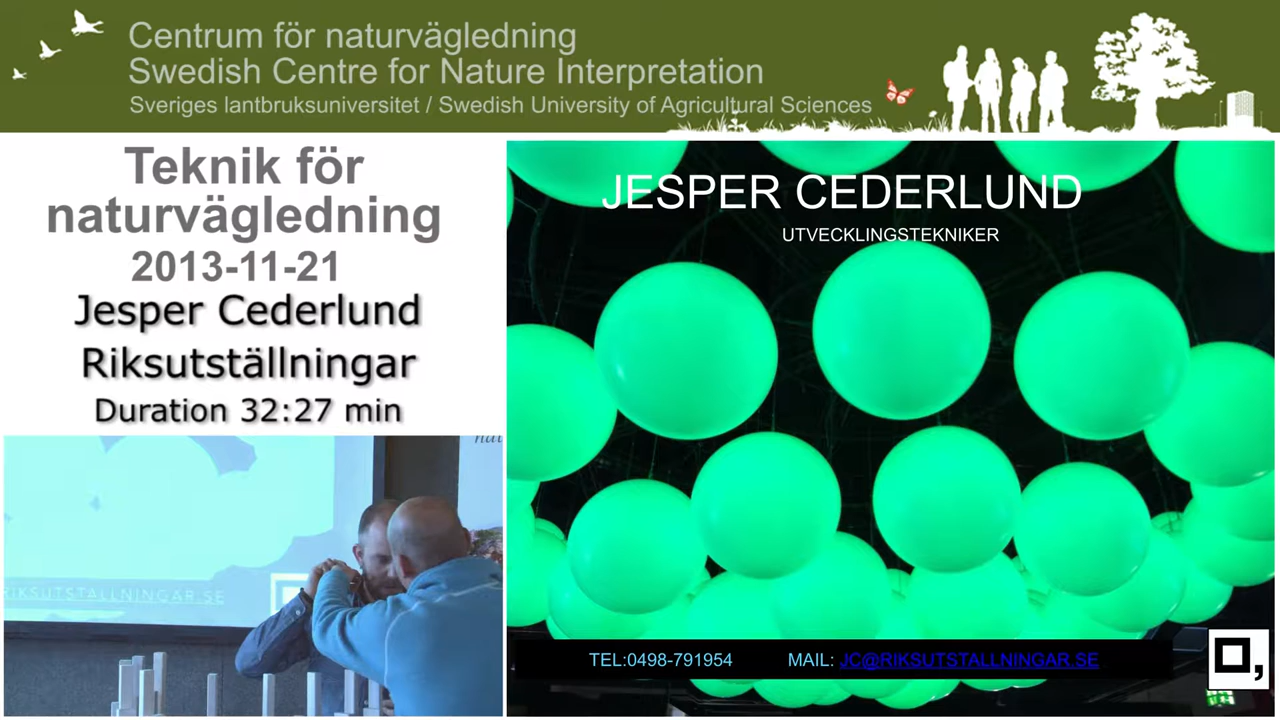 Centrum för naturvägledning
Swedish Centre for Nature Interpretation
Sveriges lantbruksuniversitet / Swedish University of Agricultural Sciences
Teknik för
naturvägledning
2013-11-21
Jesper Cederlund
Riksutställningar
Duration 32:27 min
JESPER CEDERLUND
UTVECKLINGSTEKNIKER
TEL:0498-791954 MAIL: JC@RIKSUTSTALLNINGAR.SE
RIKSUTSTALLNINGAR.SE